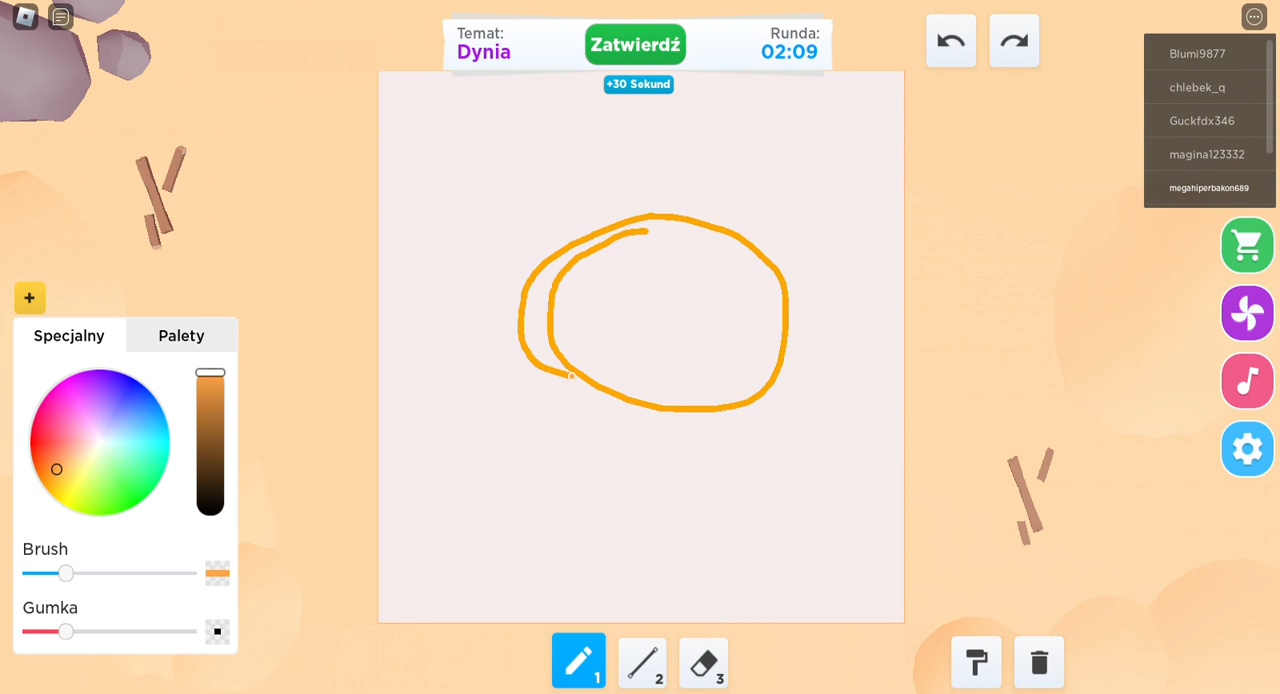 Temat:
Dynia
Zatwierdź
Runda:
02:09
+30 Sekund
Blumi9877
chlebek_q
Guckfdx346
magina123332
megahiperbakon689
+
Specjalny
Palety
Brush
Gumka
1
2
3